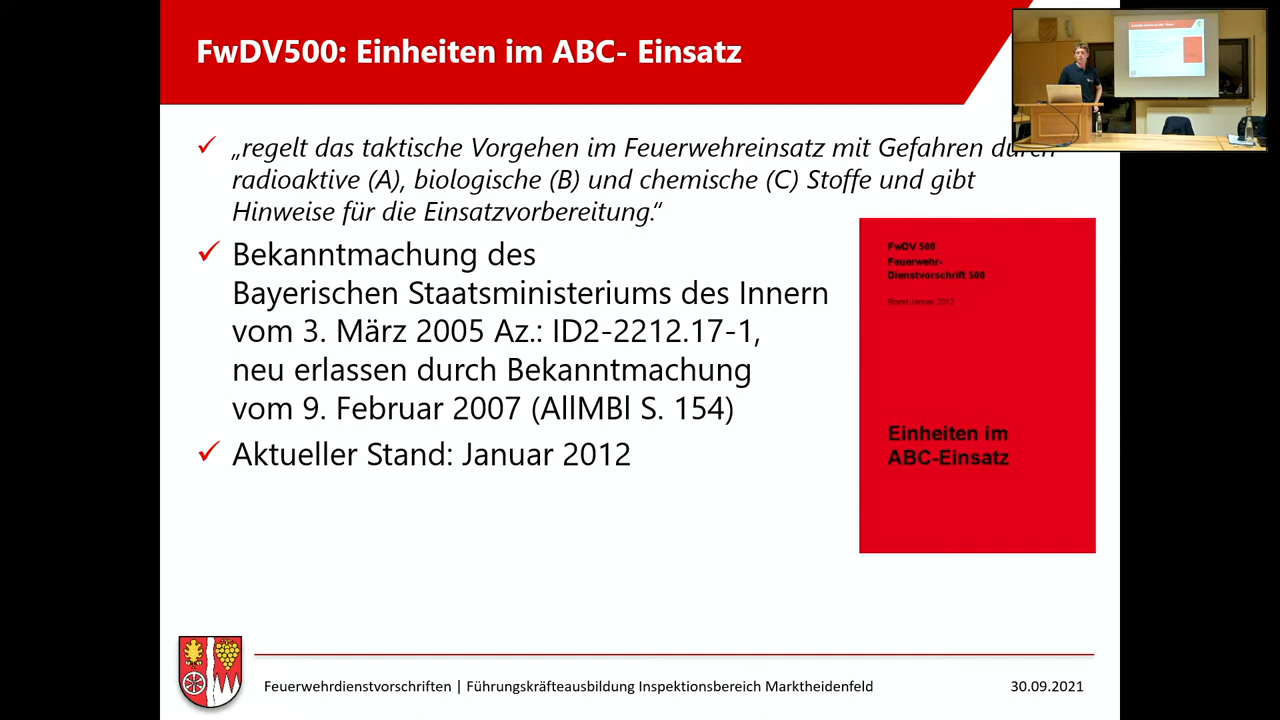 FwDV500: Einheiten im ABC- Einsatz
„regelt das taktische Vorgehen im Feuerwehreinsatz mit Gefahren durch
radioaktive (A), biologische (B) und chemische (C) Stoffe und gibt
Hinweise für die Einsatzvorbereitung.“
Bekanntmachung des
Bayerischen Staatsministeriums des Innern
vom 3. März 2005 Az.: ID2-2212.17-1,
neu erlassen durch Bekanntmachung
vom 9. Februar 2007 (AllMBl S. 154)
Aktueller Stand: Januar 2012
FwDV 500
Feuerwehr-
Dienstvorschrift 500
Stand Januar 2012
Einheiten im
ABC-Einsatz
Feuerwehrdienstvorschriften | Führungskräfteausbildung Inspektionsbereich Marktheidenfeld
30.09.2021